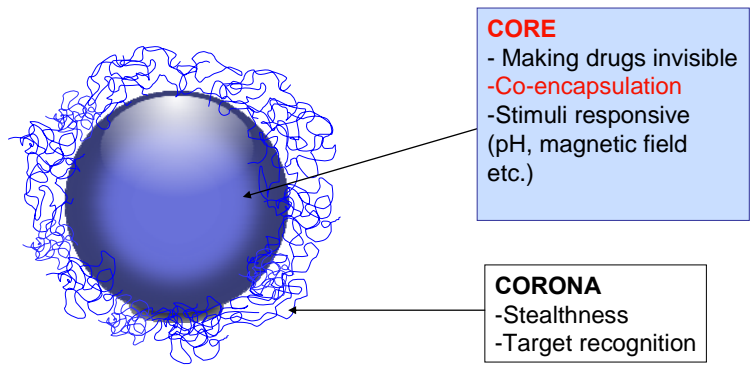 CORE
- Making drugs invisible
-Co-encapsulation
-Stimuli responsive
(pH, magnetic field
etc.)
CORONA
-Stealthness
-Target recognition